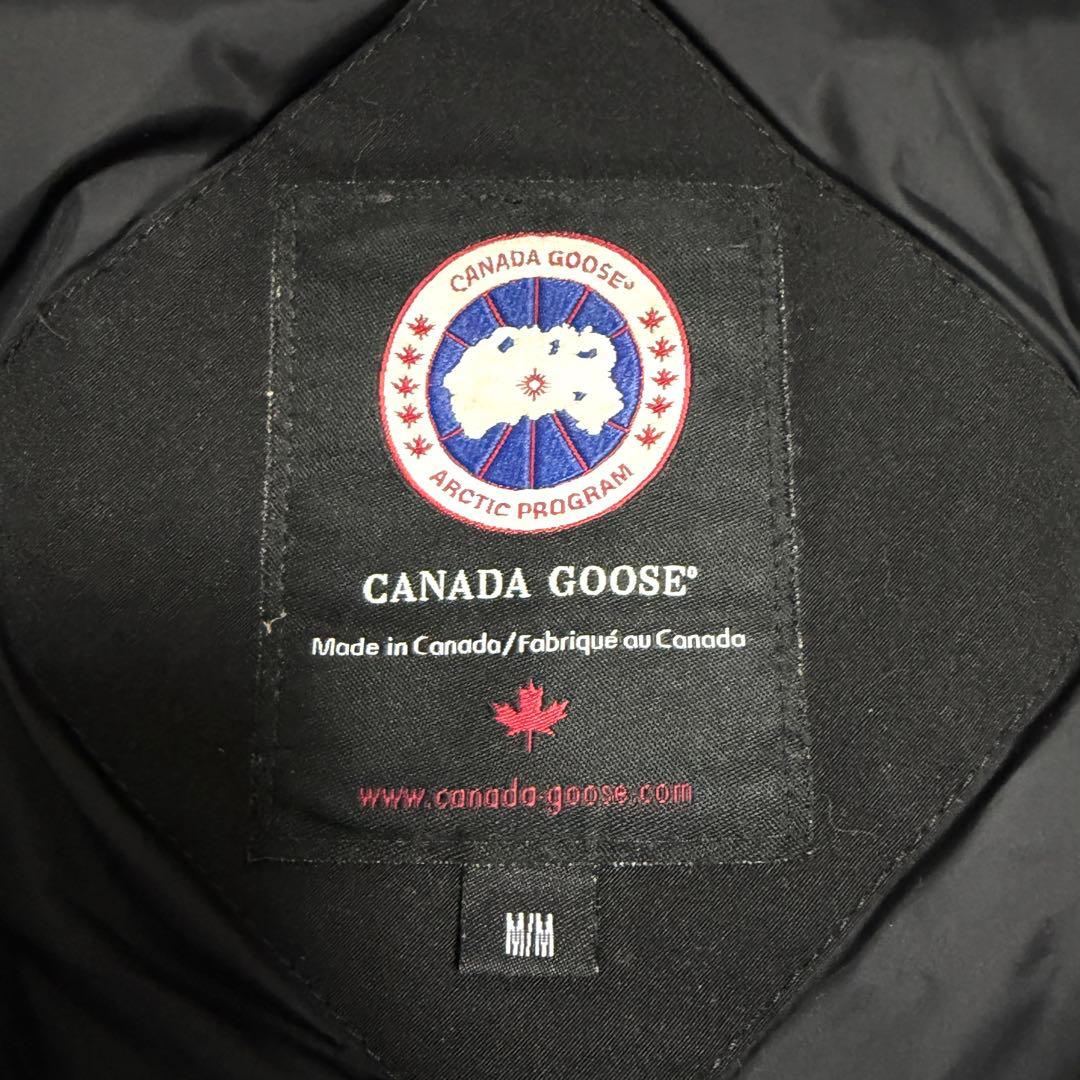 CANADA GOOSE®
ARCTIC PROGRAM
CANADA GOOSE®
Made in Canada/Fabriqué au Canada
www.canada-goose.com
M/M